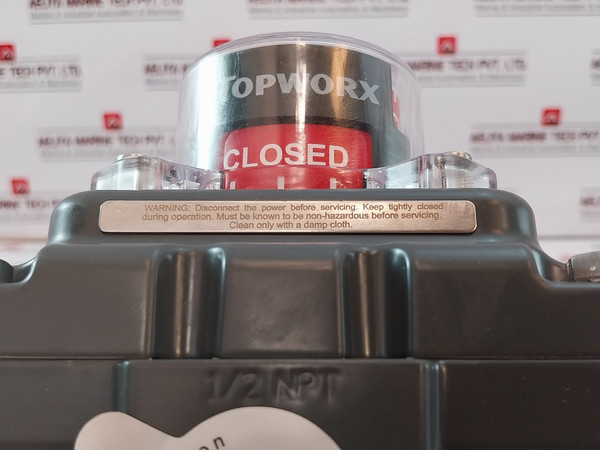 TOPWORX
CLOSED
WARNING: Disconnect the power before servicing. Keep tightly closed
during operation. Must be known to be non-hazardous before servicing.
Clean only with a damp cloth.
1/2 NPT